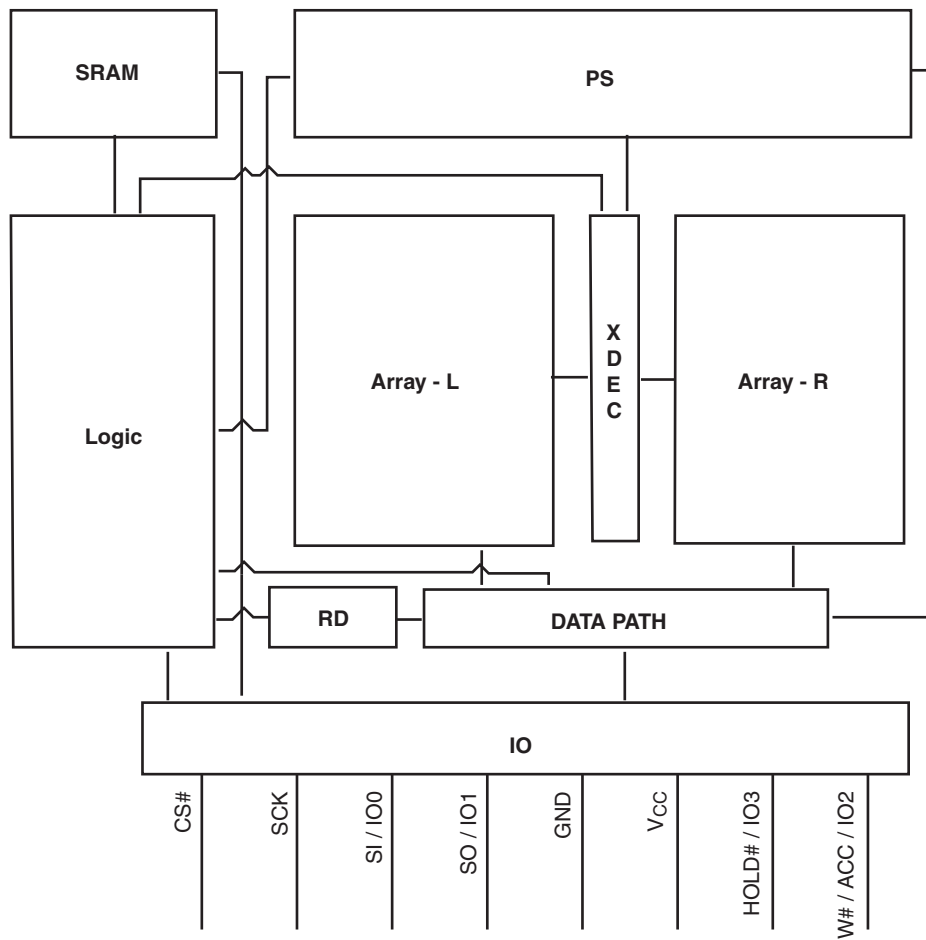 SRAM
PS
X
D
E
C
Array - L
Array - R
Logic
RD
DATA PATH
IO
CS#
SCK
SI / IO0
SO / IO1
GND
VCC
HOLD# / IO3
W# / ACC / IO2